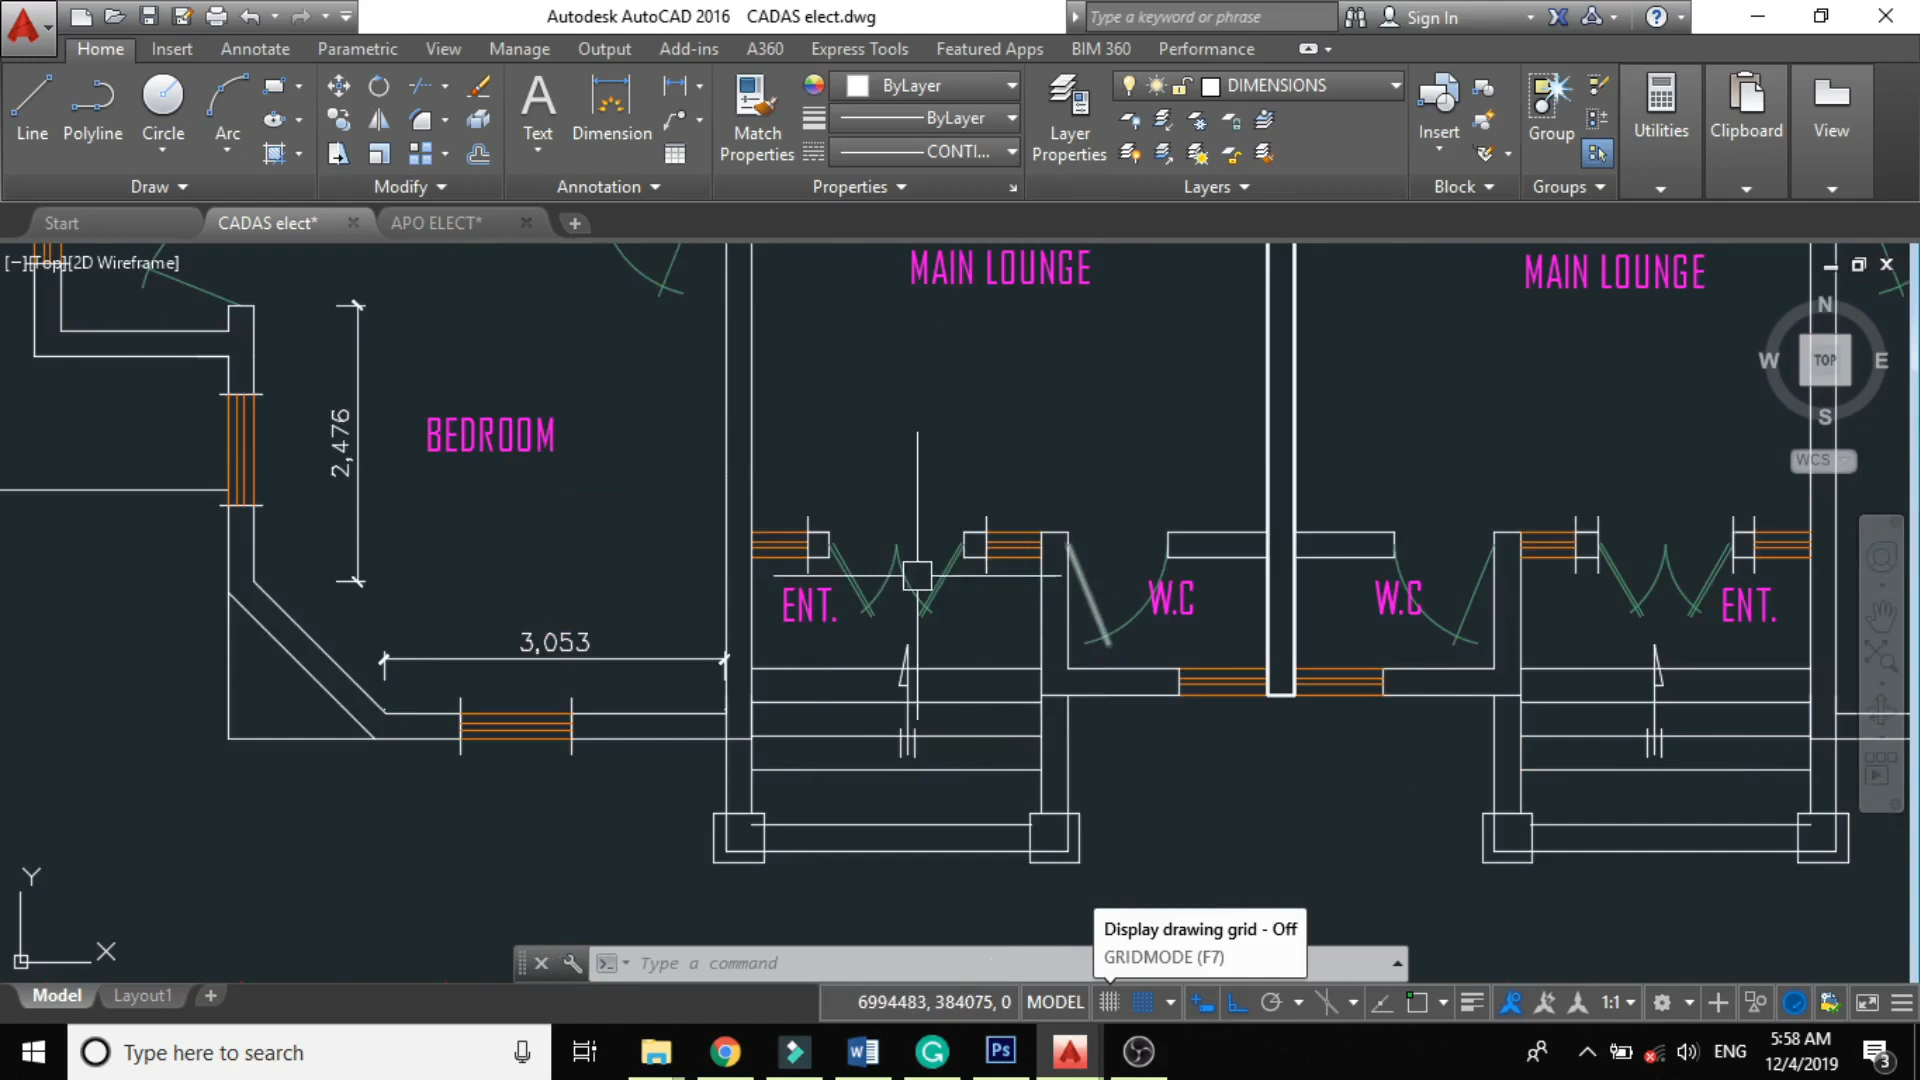 Autodesk AutoCAD 2016 CADAS elect.dwg
Type a keyword or phrase
Sign In
Home Insert Annotate Parametric View Manage Output Add-ins A360 Express Tools Featured Apps BIM 360 Performance
Line Polyline Circle Arc
Text Dimension
Match Properties
ByLayer
ByLayer
CONTI...
Layer Properties
DIMENSIONS
Insert
Group
Utilities
Clipboard
View
Draw Modify Annotation Properties Layers Block Groups
Start CADAS elect* APO ELECT*
[−][Top][2D Wireframe]
MAIN LOUNGE
MAIN LOUNGE
N
W TOP E
S
WCS
BEDROOM
2,476
ENT.
W.C
W.C
ENT.
3,053
Y
X
Display drawing grid - Off
GRIDMODE (F7)
Type a command
Model Layout1
6994483, 384075, 0 MODEL 1:1
Type here to search
Ps
ENG
5:58 AM
12/4/2019
3